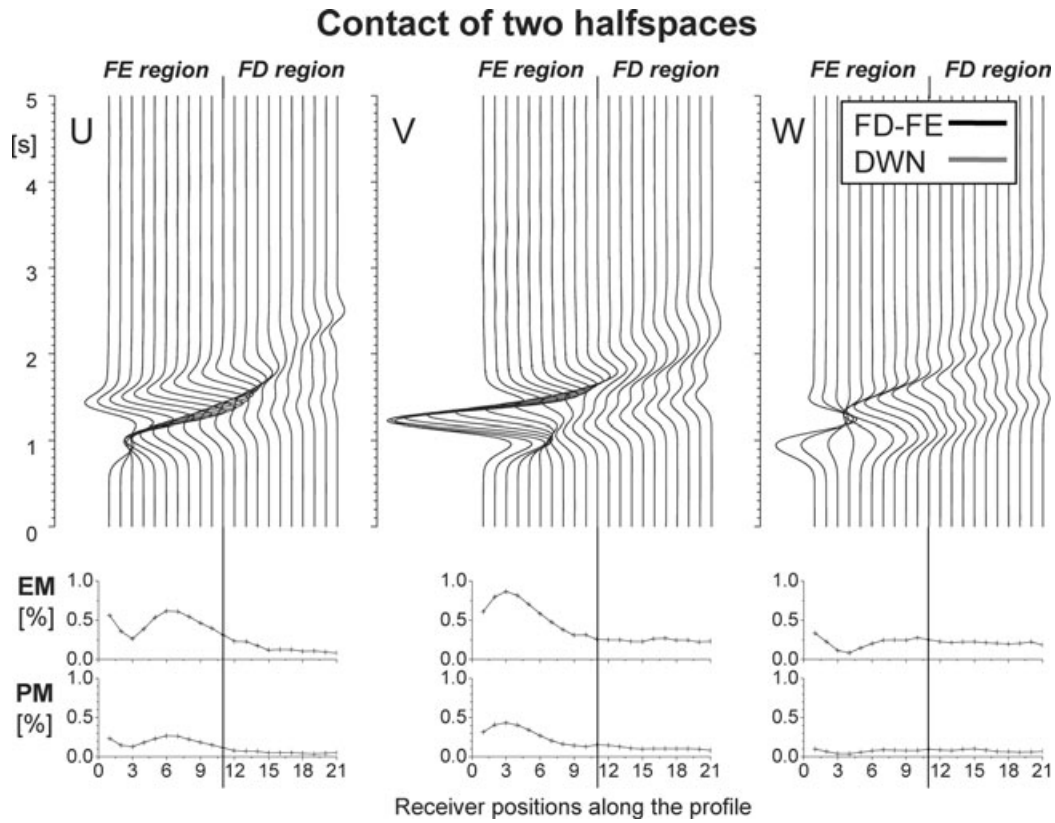 Contact of two halfspaces
FE region FD region FE region FD region FE region FD region
5
[s]
4
3
2
1
0
U
V
W
FD-FE
DWN
EM
[%]
1.0
0.5
0.0
1.0
0.5
0.0
1.0
0.5
0.0
PM
[%]
1.0
0.5
0.0
1.0
0.5
0.0
1.0
0.5
0.0
0 3 6 9 12 15 18 21
0 3 6 9 12 15 18 21
0 3 6 9 12 15 18 21
Receiver positions along the profile